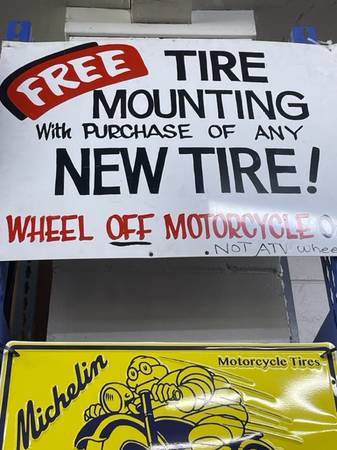 FREE TIRE
MOUNTING
With PURCHASE OF ANY
NEW TIRE!
WHEEL OFF MOTORCYCLE
. NOT ATV
Motorcycle Tires
Michelin